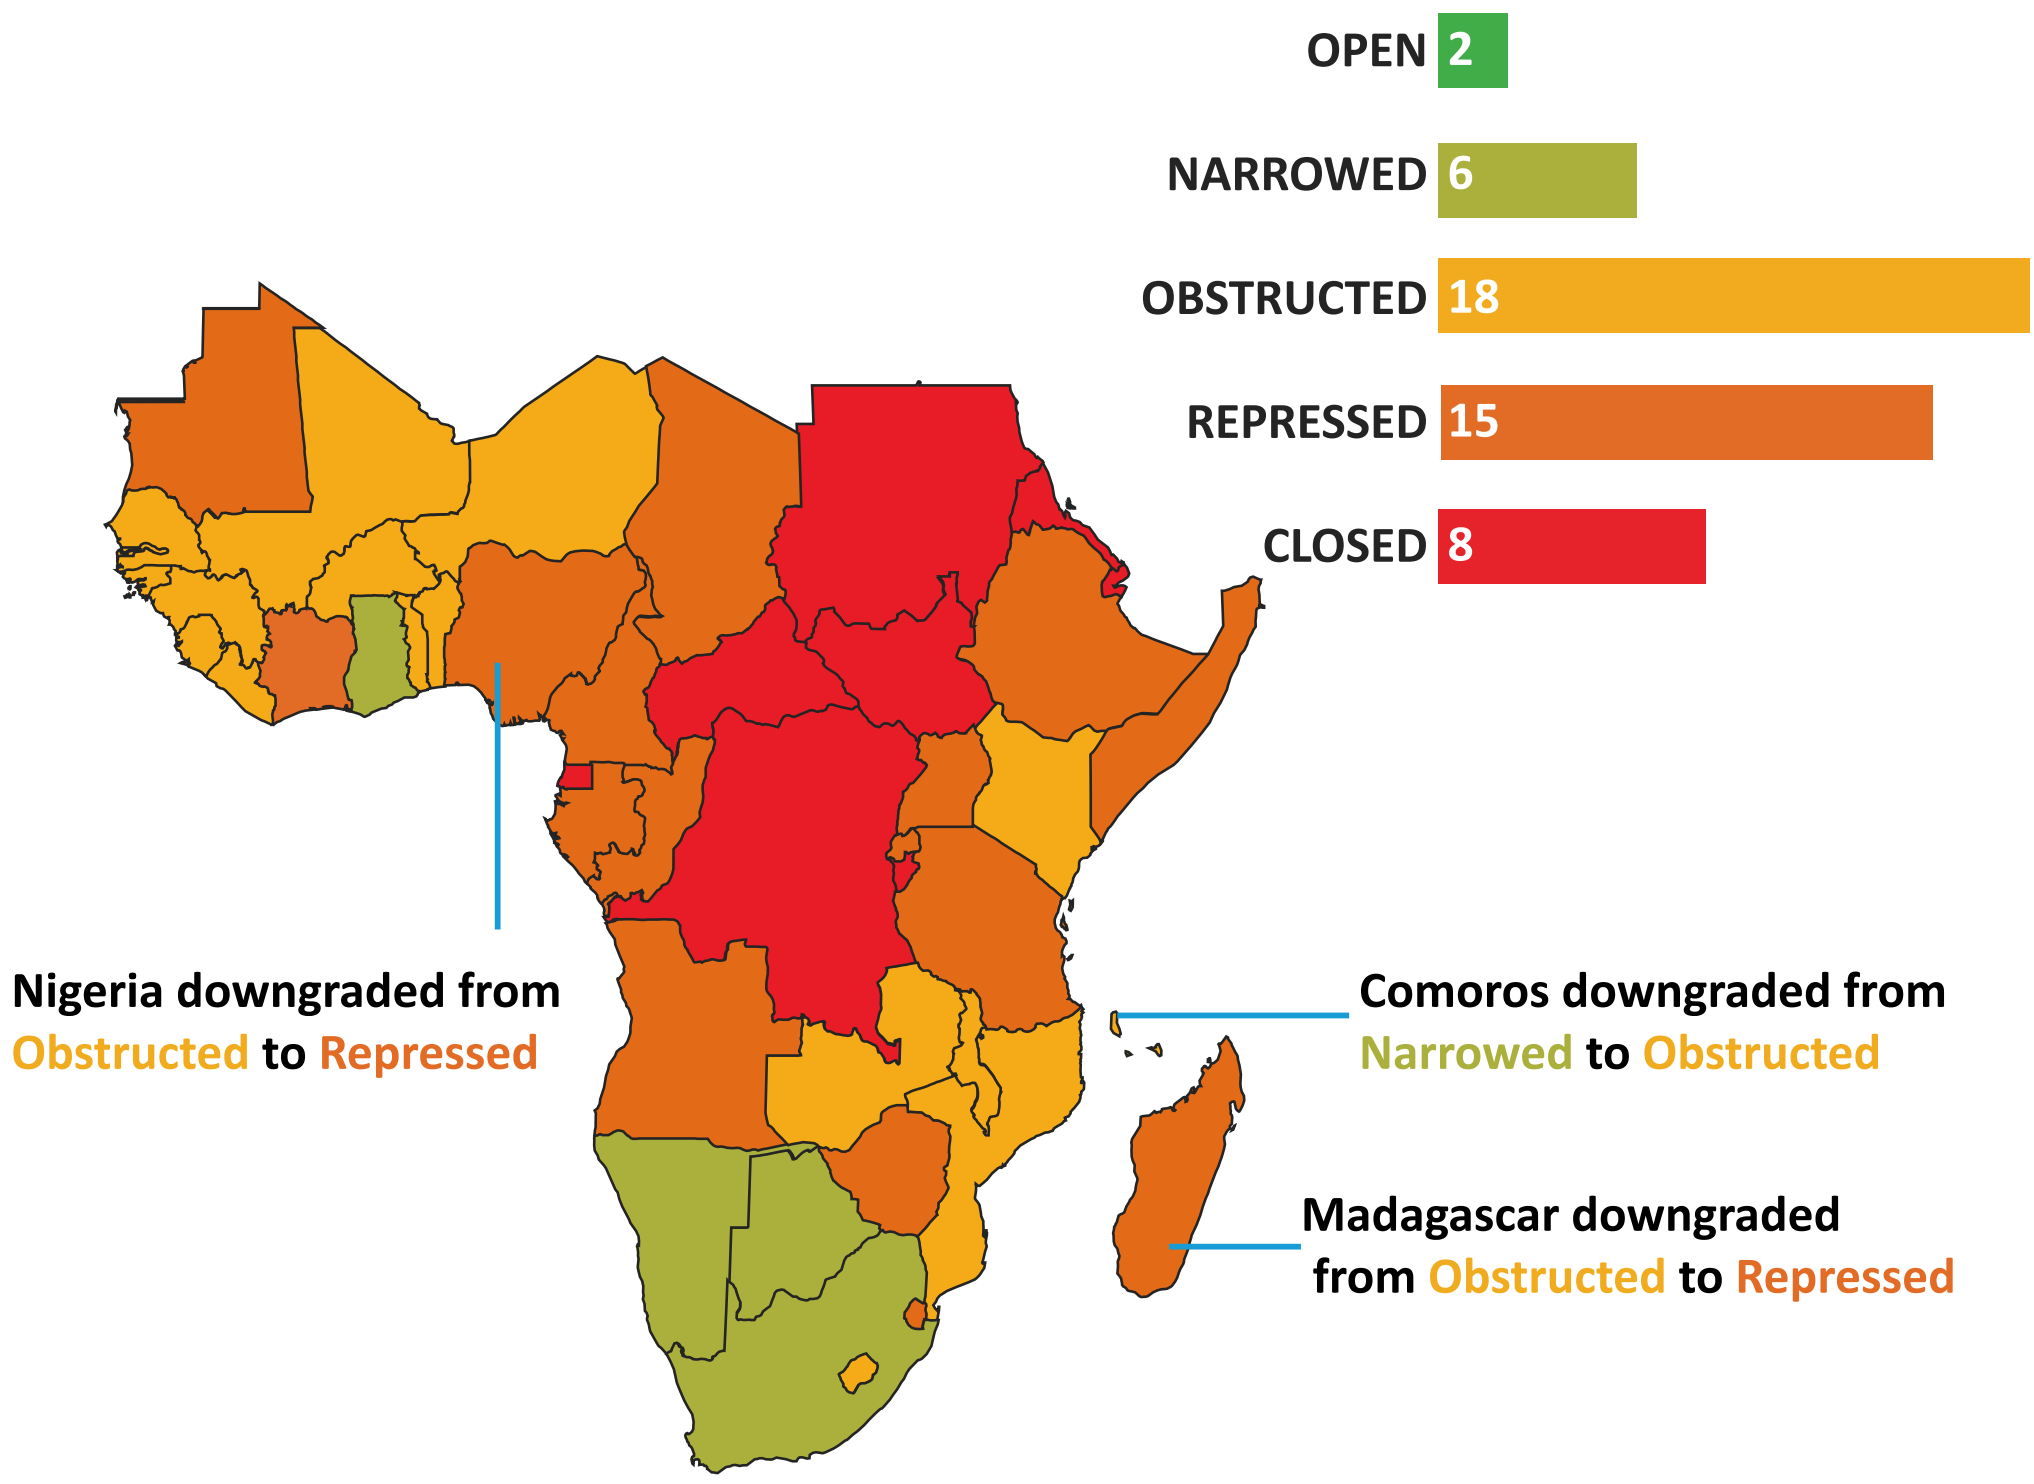 OPEN 2
NARROWED 6
OBSTRUCTED 18
REPRESSED 15
CLOSED 8
Nigeria downgraded from
Obstructed to Repressed
Comoros downgraded from
Narrowed to Obstructed
Madagascar downgraded
from Obstructed to Repressed